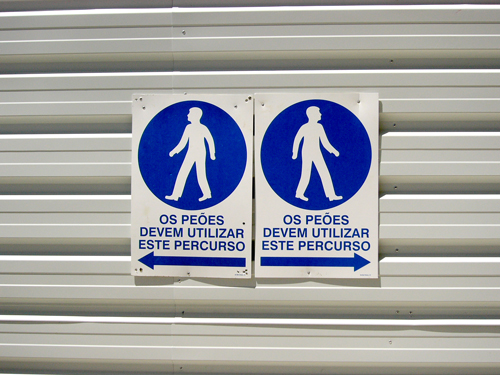 OS PEÕES
DEVEM UTILIZAR
ESTE PERCURSO
OS PEÕES
DEVEM UTILIZAR
ESTE PERCURSO